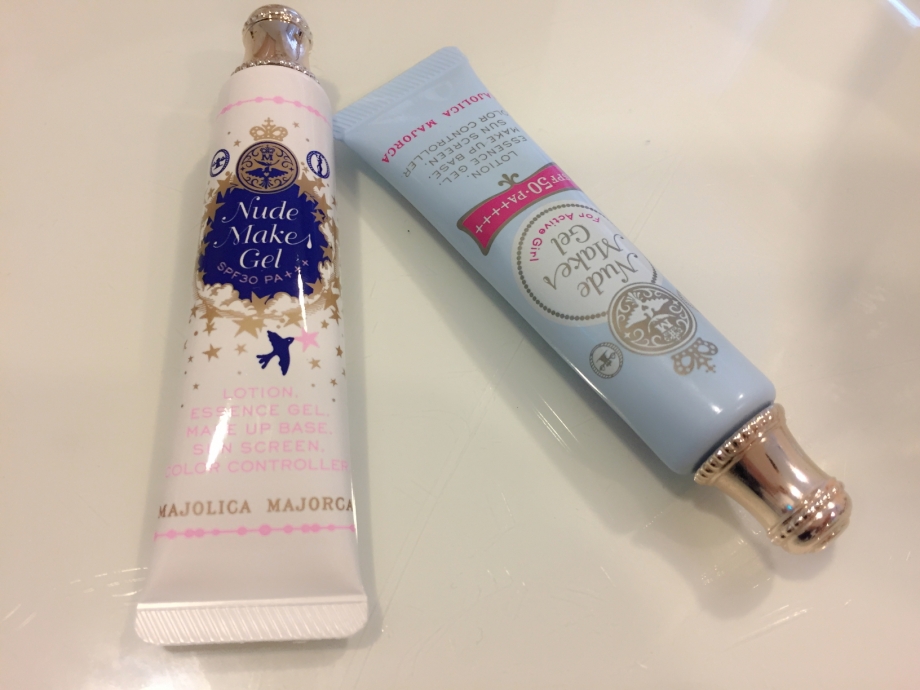 Nude
Make
Gel
SPF30 PA+++
LOTION,
ESSENCE GEL,
MAKE UP BASE,
SUN SCREEN,
COLOR CONTROLLER
MAJOLICA MAJORCA
Nude
Make
Gel
For Active Girl
SPF50·PA++++
LOTION,
ESSENCE GEL,
MAKE UP BASE,
SUN SCREEN,
COLOR CONTROLLER
MAJOLICA MAJORCA